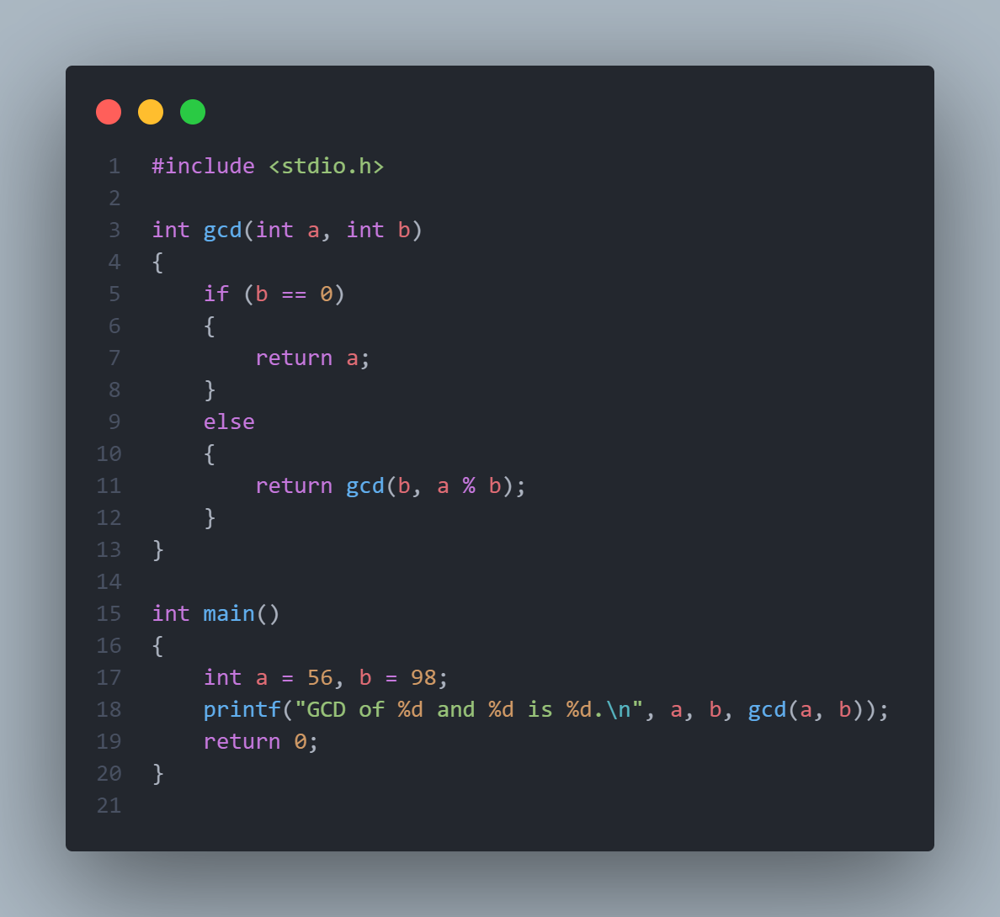 1 #include <stdio.h>
2
3 int gcd(int a, int b)
4 {
5     if (b == 0)
6     {
7         return a;
8     }
9     else
10     {
11         return gcd(b, a % b);
12     }
13 }
14
15 int main()
16 {
17     int a = 56, b = 98;
18     printf("GCD of %d and %d is %d.\n", a, b, gcd(a, b));
19     return 0;
20 }
21